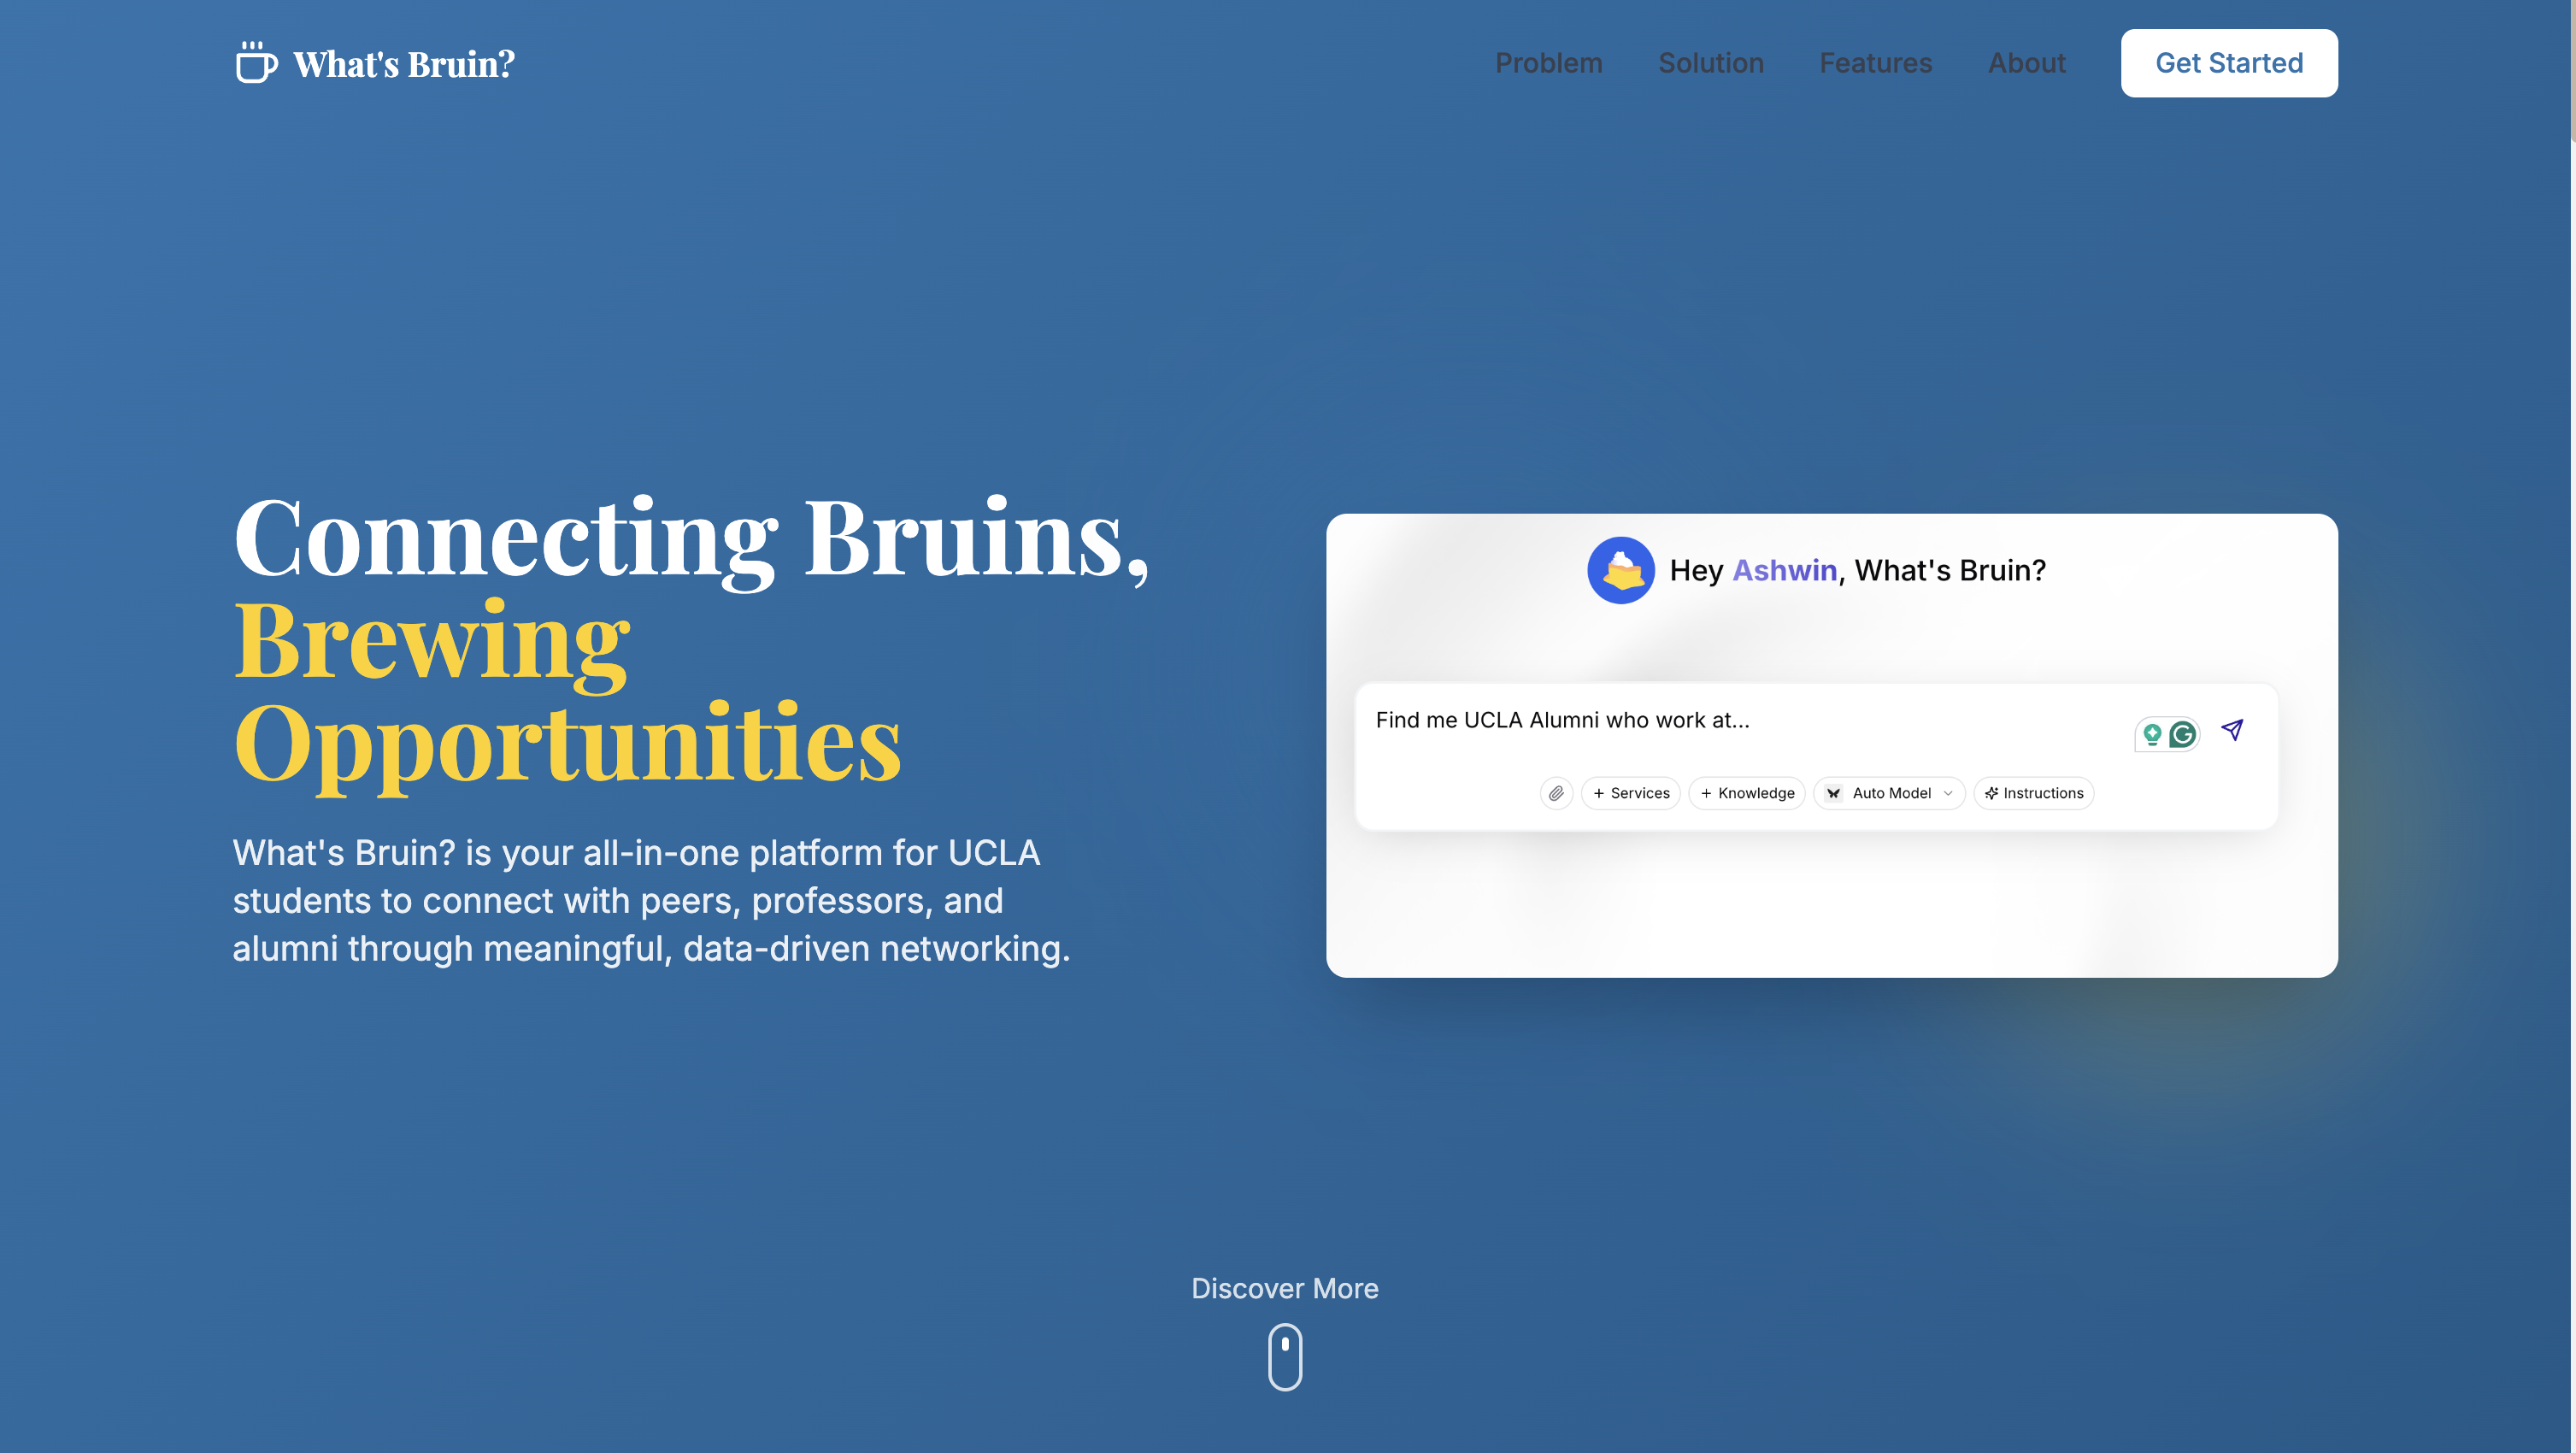 What's Bruin?
Problem
Solution
Features
About
Get Started
Connecting Bruins,
Brewing
Opportunities
What's Bruin? is your all-in-one platform for UCLA
students to connect with peers, professors, and
alumni through meaningful, data-driven networking.
Hey Ashwin, What's Bruin?
Find me UCLA Alumni who work at...
+ Services
+ Knowledge
Auto Model
Instructions
Discover More